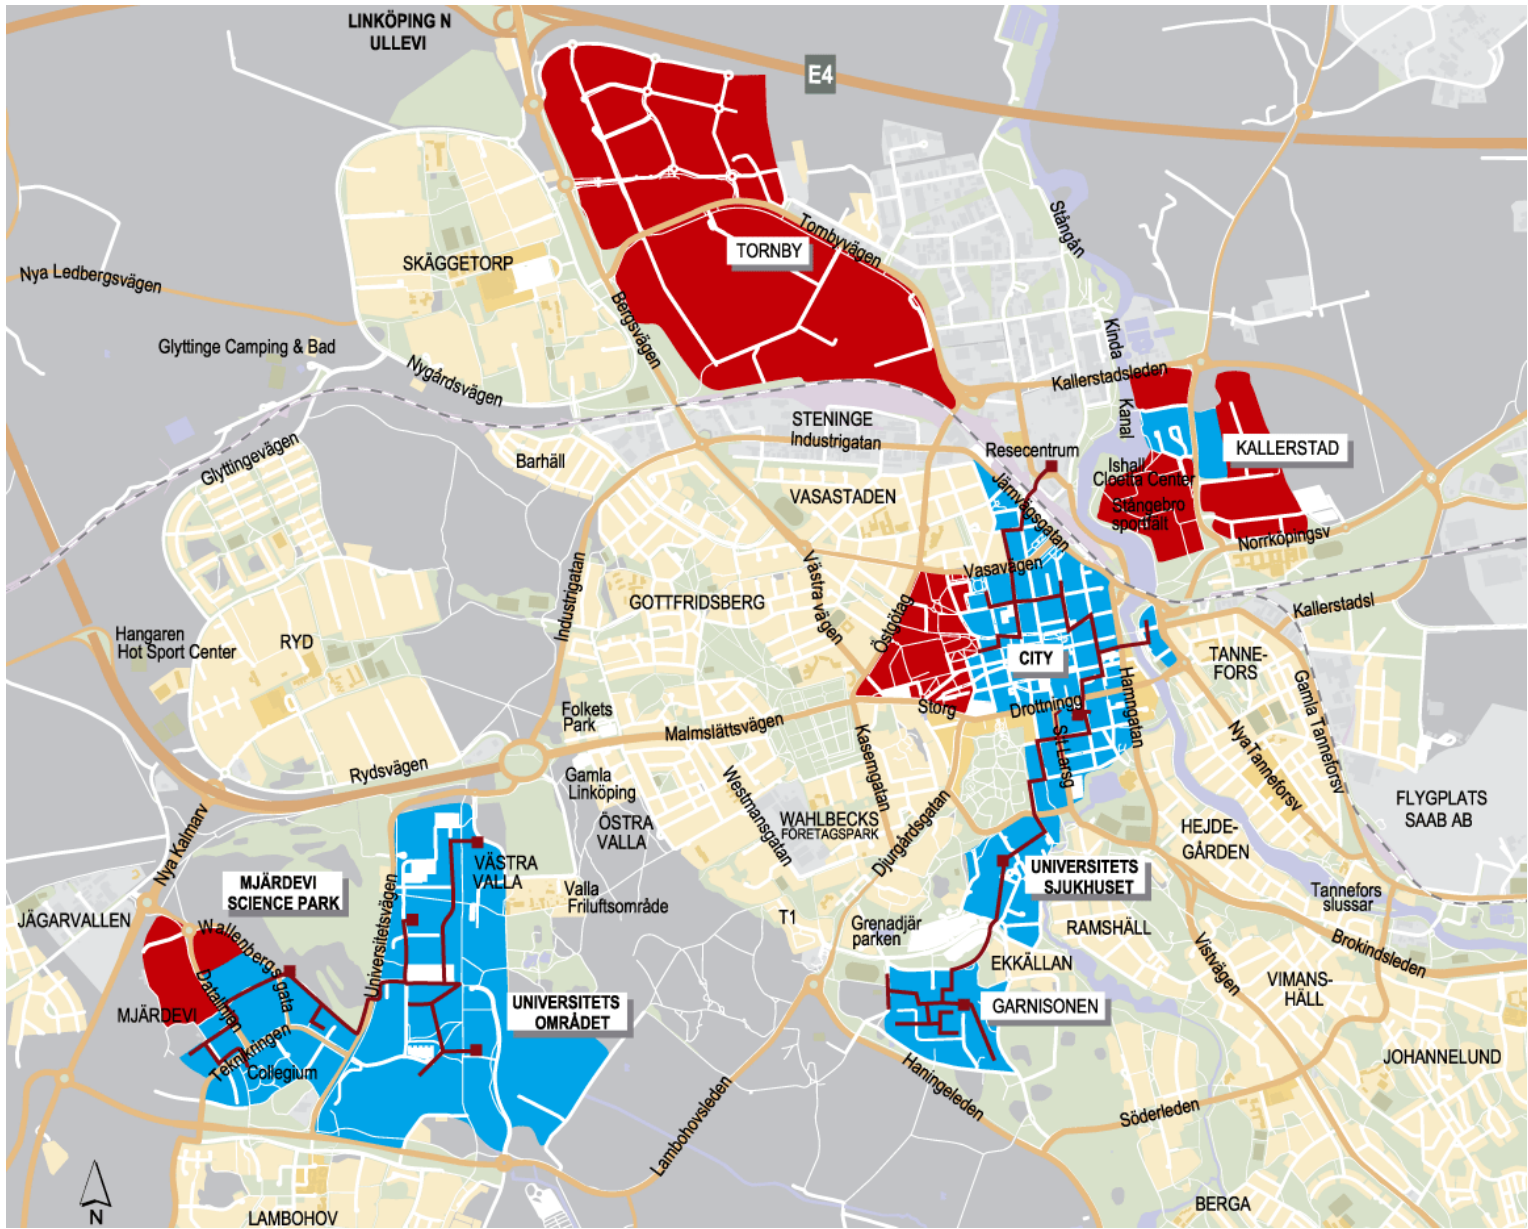 LINKÖPING N
ULLEVI
E4
Stångån
TORNBY
Tornbyvägen
SKÄGGETORP
Nya Ledbergsvägen
Bergsvägen
Glyttinge Camping & Bad
Nygårdsvägen
Kinda
Kanal
Kallerstadsleden
STENINGE
Industrigatan
Resecentrum
KALLERSTAD
Glyttingevägen
Barhäll
Ishall
Cloetta Center
Stångebro
sportfält
Järnvägsgatan
VASASTADEN
Norrköpingsv
Vasavägen
Industrigatan
Västra vägen
GOTTFRIDSBERG
Östgötag
Kallerstadsl
Hangaren
Hot Sport Center
RYD
CITY
TANNE-
FORS
Gamla Tanneforsv
Hamngatan
Folkets
Park
Malmslättsvägen
Storg
Drottningg
S:t Larsg
Nya Tanneforsv
Kaserngatan
Rydsvägen
Gamla
Linköping
Westmansgatan
FLYGPLATS
SAAB AB
Nya Kalmarv
ÖSTRA
VALLA
WAHLBECKS
FÖRETAGSPARK
Djurgårdsgatan
HEJDE-
GÅRDEN
MJÄRDEVI
SCIENCE PARK
VÄSTRA
VALLA
Valla
Friluftsområde
UNIVERSITETS
SJUKHUSET
Tannefors
slussar
JÄGARVALLEN
Wallenbergs gata
Universitetsvägen
T1
Grenadjär
parken
RAMSHÄLL
Vistvägen
Brokindsleden
Datalinjen
EKKÄLLAN
VIMANS-
HÄLL
MJÄRDEVI
UNIVERSITETS
OMRÅDET
GARNISONEN
Teknikringen
Collegium
JOHANNELUND
Haningeleden
Lambohovsleden
Söderleden
N
LAMBOHOV
BERGA